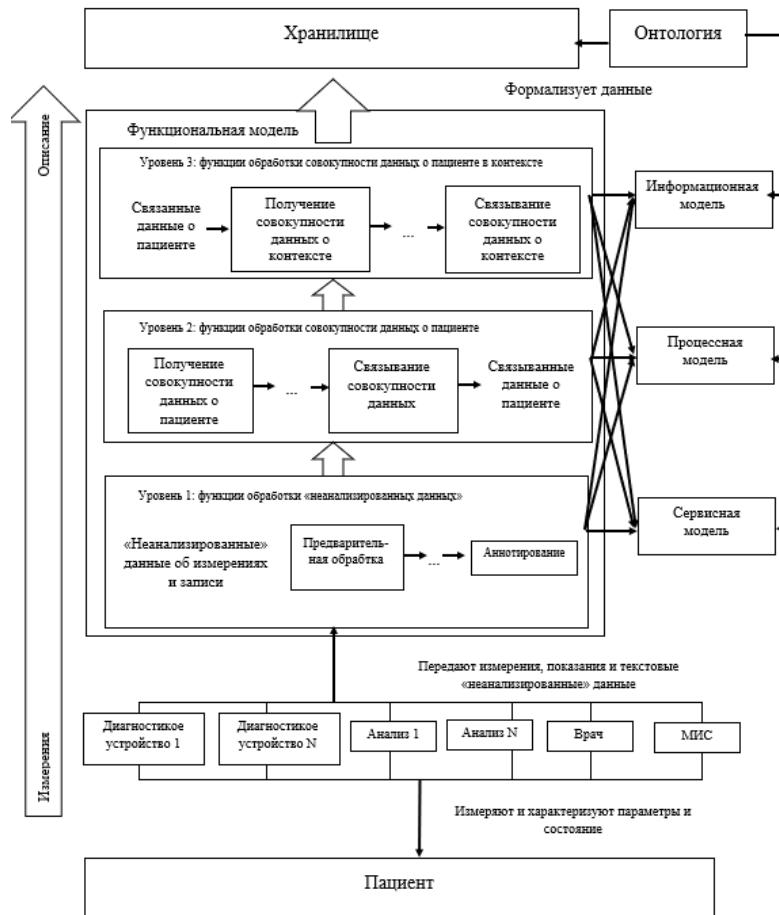 Хранилище
Онтология
Формализует данные
Описание
Функциональная модель
Уровень 3: функции обработки совокупности данных о пациенте в контексте
Связанные
данные о
пациенте
Получение
совокупности
данных о
контексте
...
Связывание
совокупности
данных о
контексте
Информационная
модель
Уровень 2: функции обработки совокупности данных о пациенте
Получение
совокупности
данных о
пациенте
...
Связывание
совокупности
данных
Связыванные
данные о
пациенте
Процессная
модель
Уровень 1: функции обработки «неанализированных данных»
«Неанализированные»
данные об измерениях
и записи
Предваритель-
ная обрабтка
...
Аннотирование
Сервисная
модель
Передают измерения, показания и текстовые
«неанализированные» данные
Измерения
Диагностикое
устройство 1
Диагностикое
устройство N
Анализ 1
Анализ N
Врач
МИС
Измеряют и характеризуют параметры и
состояние
Пациент